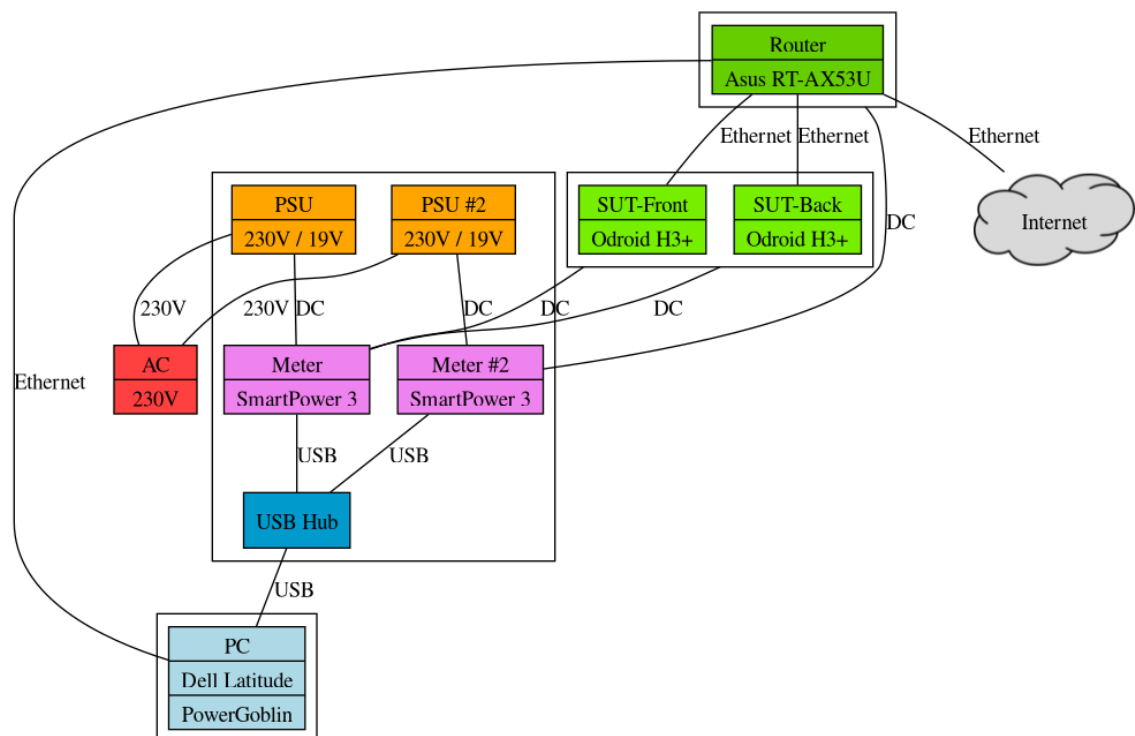 Router
Asus RT-AX53U
Ethernet
Ethernet
Ethernet
PSU
230V / 19V
PSU #2
230V / 19V
SUT-Front
Odroid H3+
SUT-Back
Odroid H3+
Internet
DC
230V
230V
DC
DC
DC
DC
AC
230V
Meter
SmartPower 3
Meter #2
SmartPower 3
Ethernet
USB
USB
USB Hub
USB
PC
Dell Latitude
PowerGoblin